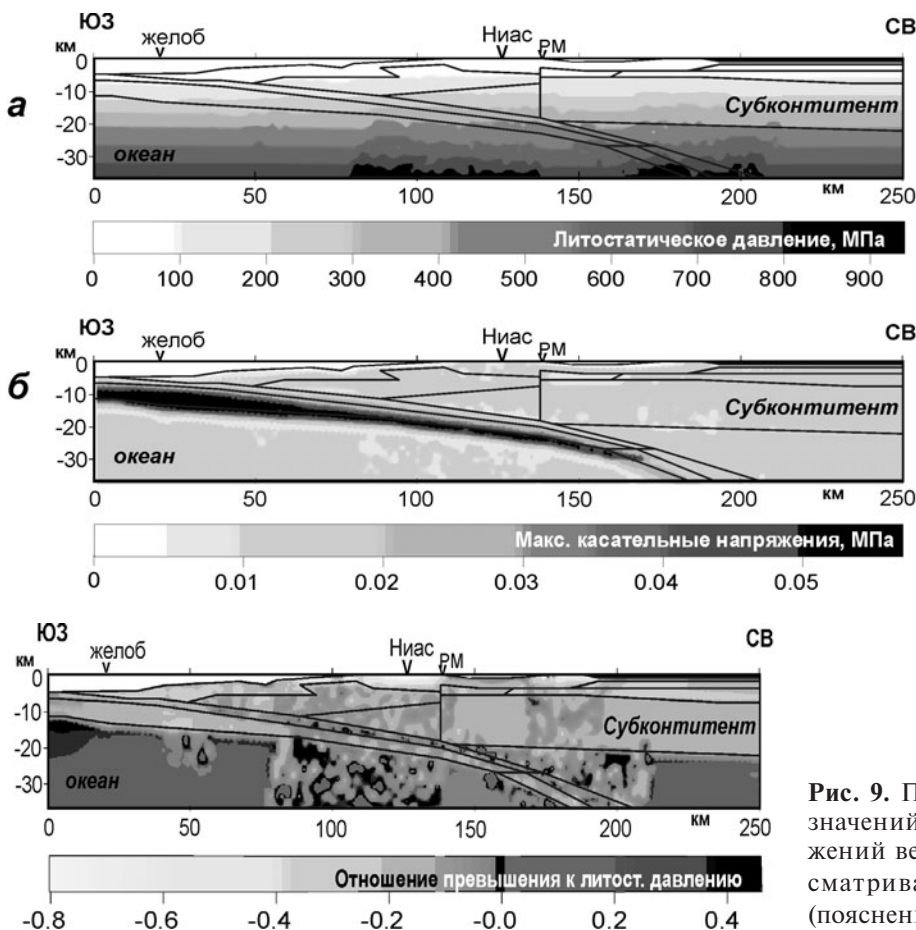 ЮЗ СВ
желоб Ниас РМ
км
0
-10
-20
-30
а
Субконтитент
океан
0 50 100 150 200 км 250
Литостатическое давление, МПа
0 100 200 300 400 500 600 700 800 900
ЮЗ СВ
желоб Ниас РМ
км
0
-10
-20
-30
б
Субконтитент
океан
0 50 100 150 200 км 250
Макс. касательные напряжения, МПа
0 0.01 0.02 0.03 0.04 0.05
ЮЗ СВ
желоб Ниас РМ
км
0
-10
-20
-30
Субконтитент
океан
0 50 100 150 200 км 250
Отношение превышения к литост. давлению
-0.8 -0.6 -0.4 -0.2 -0.0 0.2 0.4
Рис. 9. П
значений
жений ве
сматрива
(пояснен